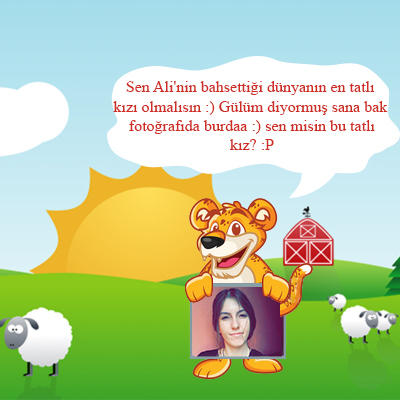 Sen Ali'nin bahsettiği dünyanın en tatlı
kızı olmalısın :) Gülüm diyormuş sana bak
fotoğrafıda burdaa :) sen misin bu tatlı
kız? :P